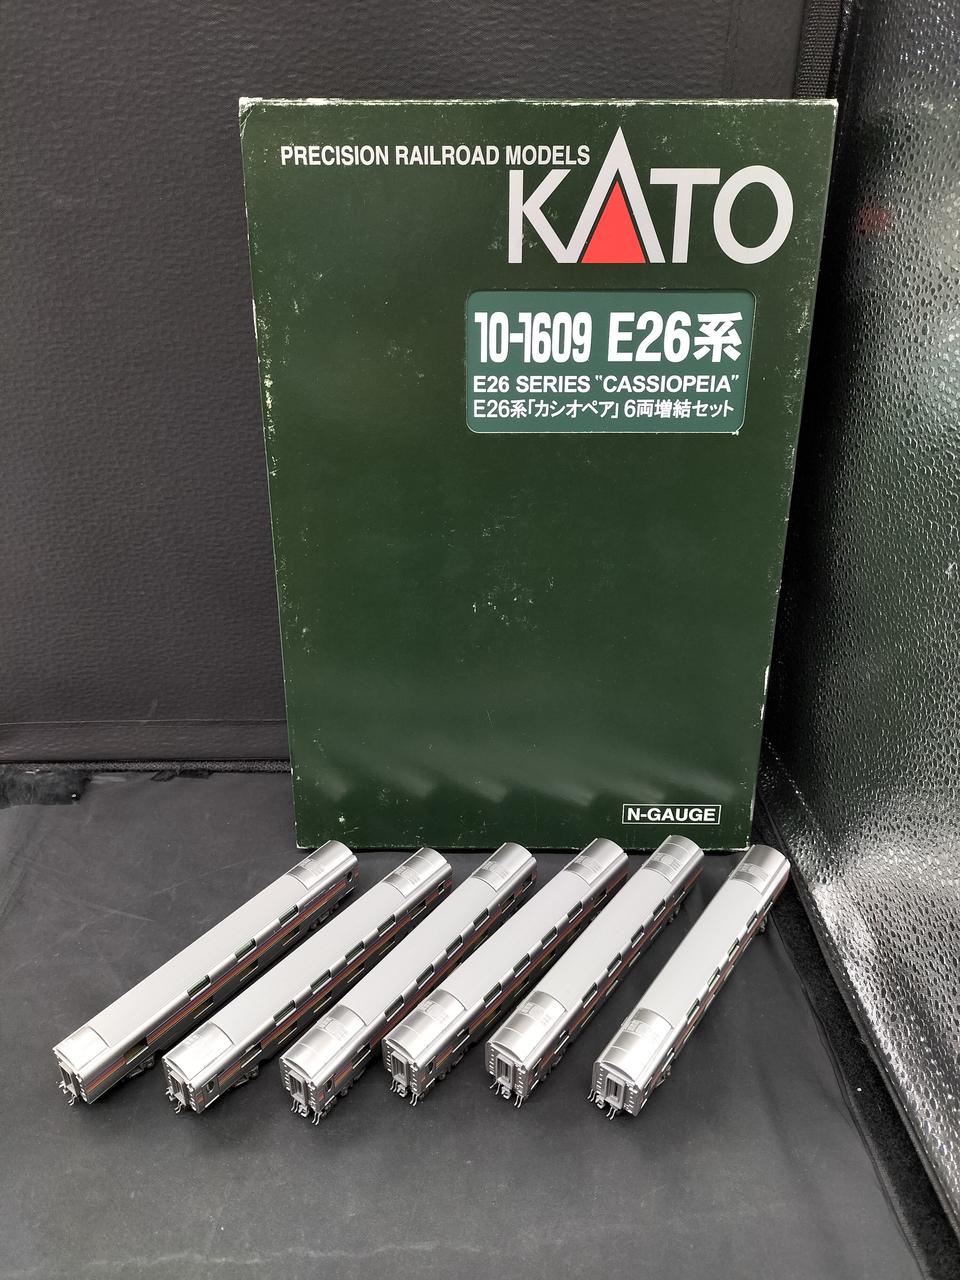 PRECISION RAILROAD MODELS
KATO
10-1609 E26系
E26 SERIES "CASSIOPEIA"
E26系「カシオペア」6両増結セット
N-GAUGE